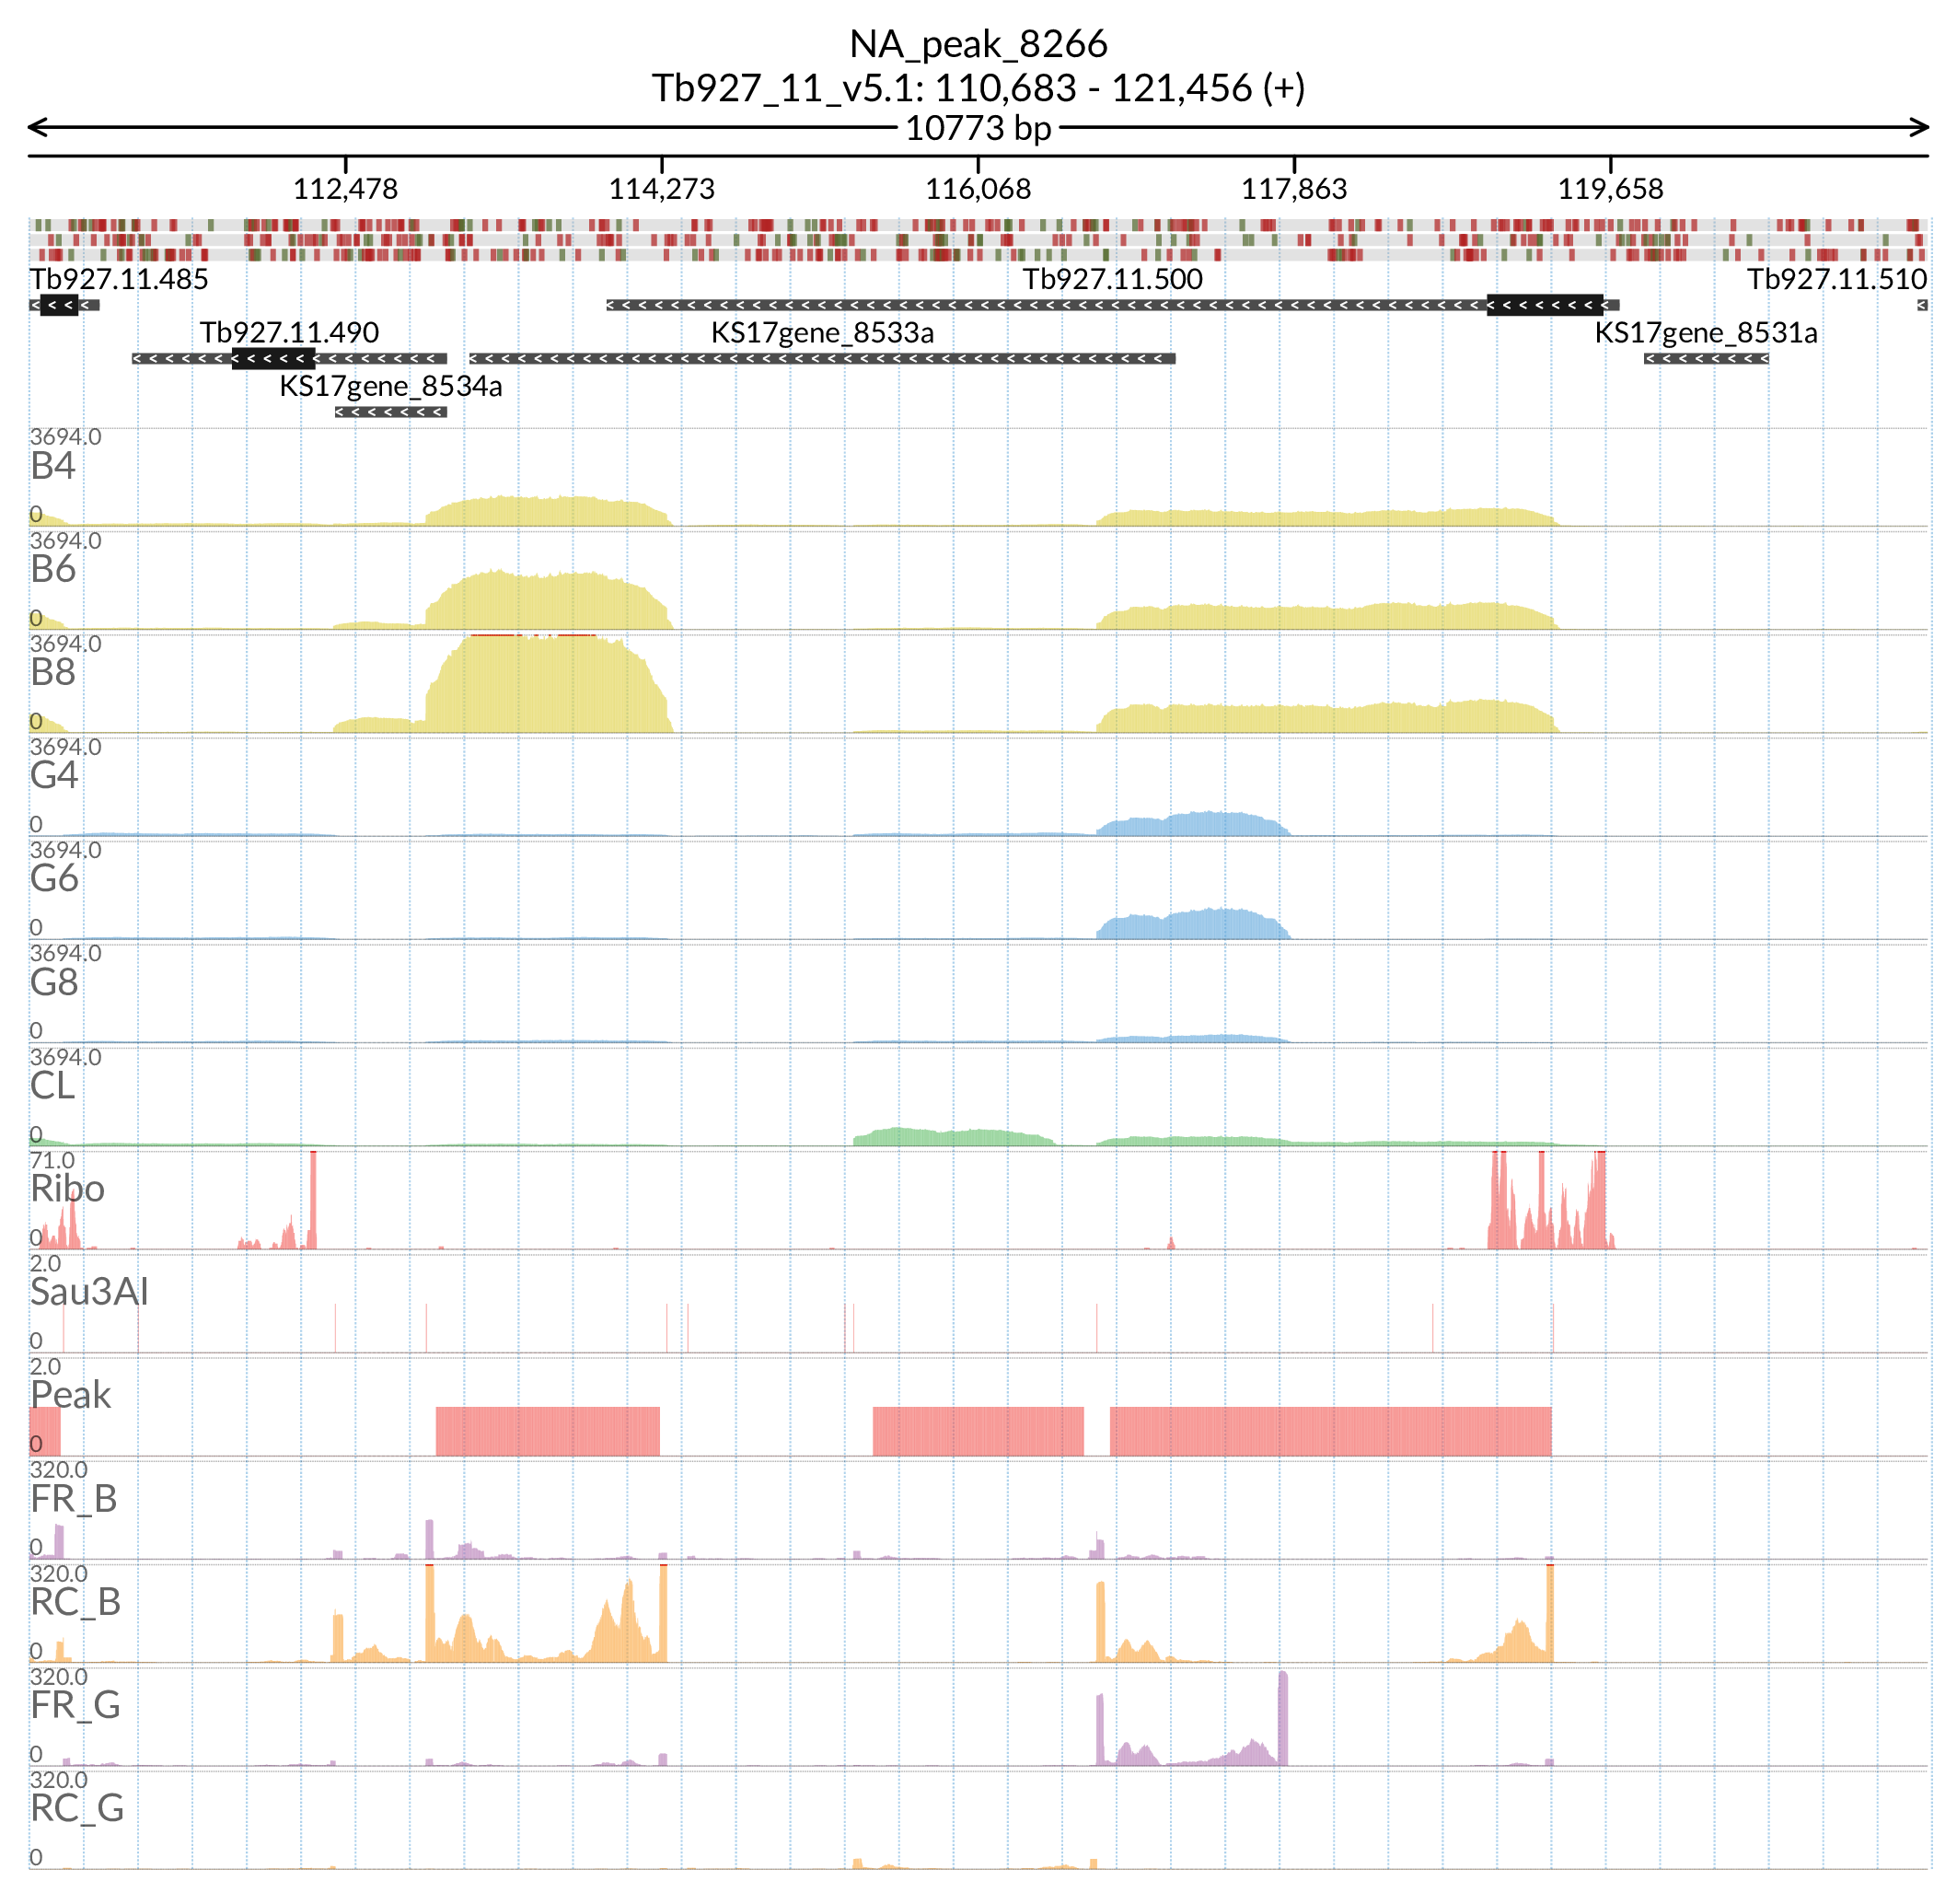 NA_peak_8266
Tb927_11_v5.1: 110,683 - 121,456 (+)
10773 bp
112,478 114,273 116,068 117,863 119,658
Tb927.11.485 Tb927.11.500 Tb927.11.510
Tb927.11.490 KS17gene_8533a KS17gene_8531a
KS17gene_8534a
3694.0
B4
0
3694.0
B6
0
3694.0
B8
0
3694.0
G4
0
3694.0
G6
0
3694.0
G8
0
3694.0
CL
0
71.0
Ribo
0
2.0
Sau3AI
0
2.0
Peak
0
320.0
FR_B
0
320.0
RC_B
0
320.0
FR_G
0
320.0
RC_G
0